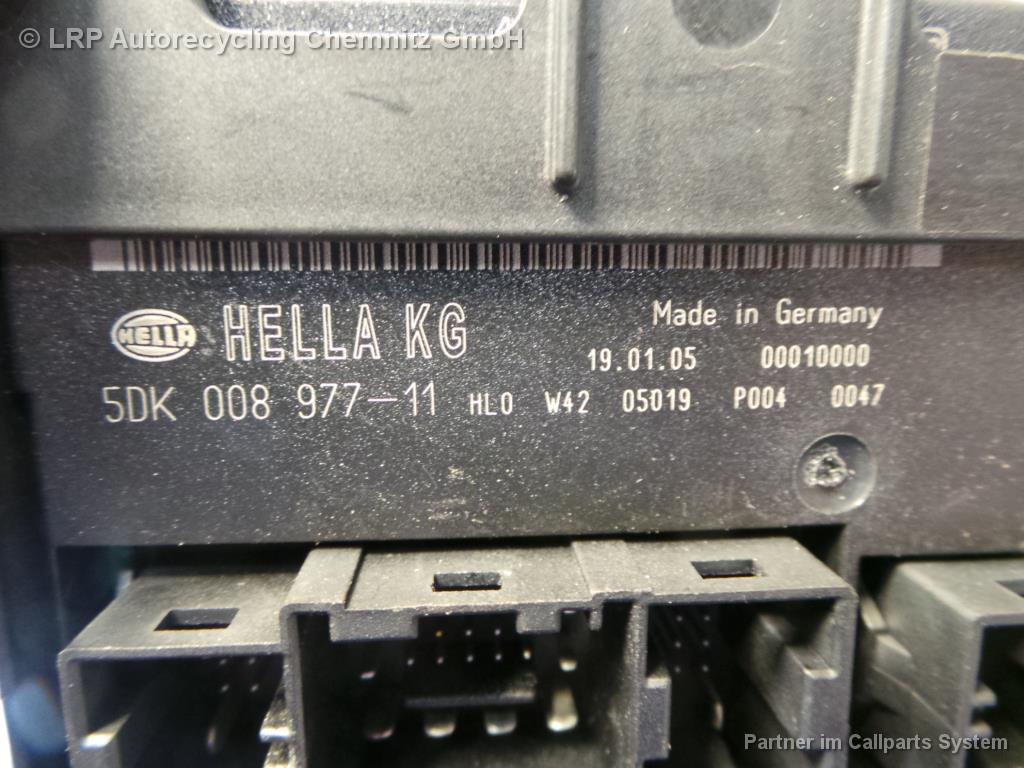 © LRP Autorecycling Chemnitz GmbH
HELLA HELLA KG Made in Germany
19.01.05 00010000
5DK 008 977-11 HLO W42 05019 P004 0047
Partner im Callparts System